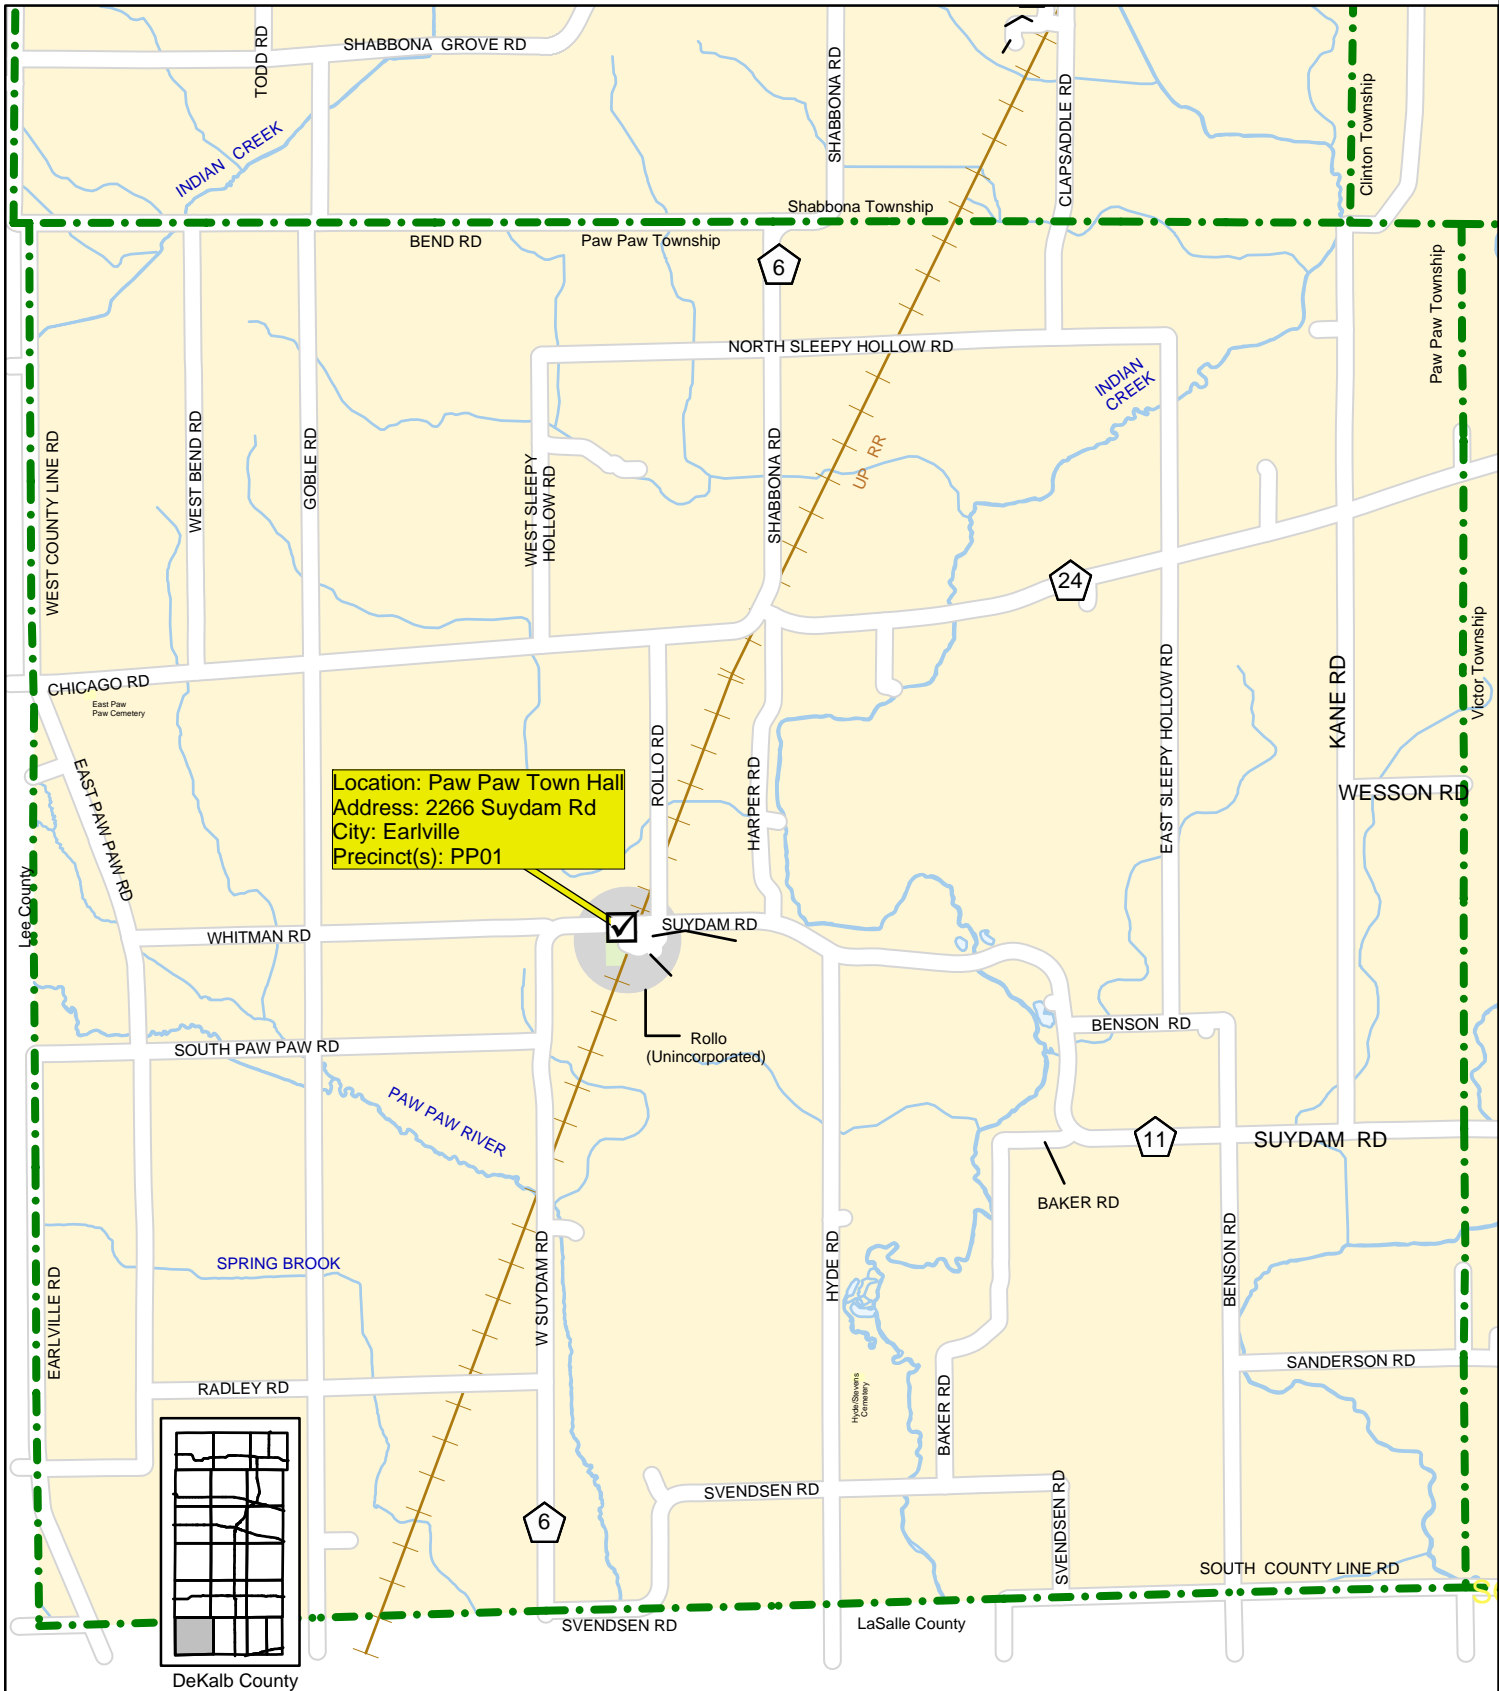 TODD RD
SHABBONA GROVE RD
SHABBONA RD
CLAPSADDLE RD
Clinton Township
INDIAN CREEK
Shabbona Township
BEND RD
Paw Paw Township
6
Paw Paw Township
NORTH SLEEPY HOLLOW RD
INDIAN
CREEK
WEST COUNTY LINE RD
WEST BEND RD
GOBLE RD
WEST SLEEPY
HOLLOW RD
SHABBONA RD
UP RR
24
CHICAGO RD
East Paw
Paw Cemetery
EAST PAW PAW RD
ROLLO RD
HARPER RD
EAST SLEEPY HOLLOW RD
KANE RD
Victor Township
WESSON RD
Location: Paw Paw Town Hall
Address: 2266 Suydam Rd
City: Earlville
Precinct(s): PP01
Lee County
WHITMAN RD
SUYDAM RD
Rollo
(Unincorporated)
SOUTH PAW PAW RD
BENSON RD
PAW PAW RIVER
11
SUYDAM RD
BAKER RD
SPRING BROOK
EARLVILLE RD
W SUYDAM RD
HYDE RD
BENSON RD
RADLEY RD
Hyde/Stevens
Cemetery
BAKER RD
SANDERSON RD
SVENDSEN RD
6
SVENDSEN RD
SOUTH COUNTY LINE RD
SVENDSEN RD
LaSalle County
DeKalb County